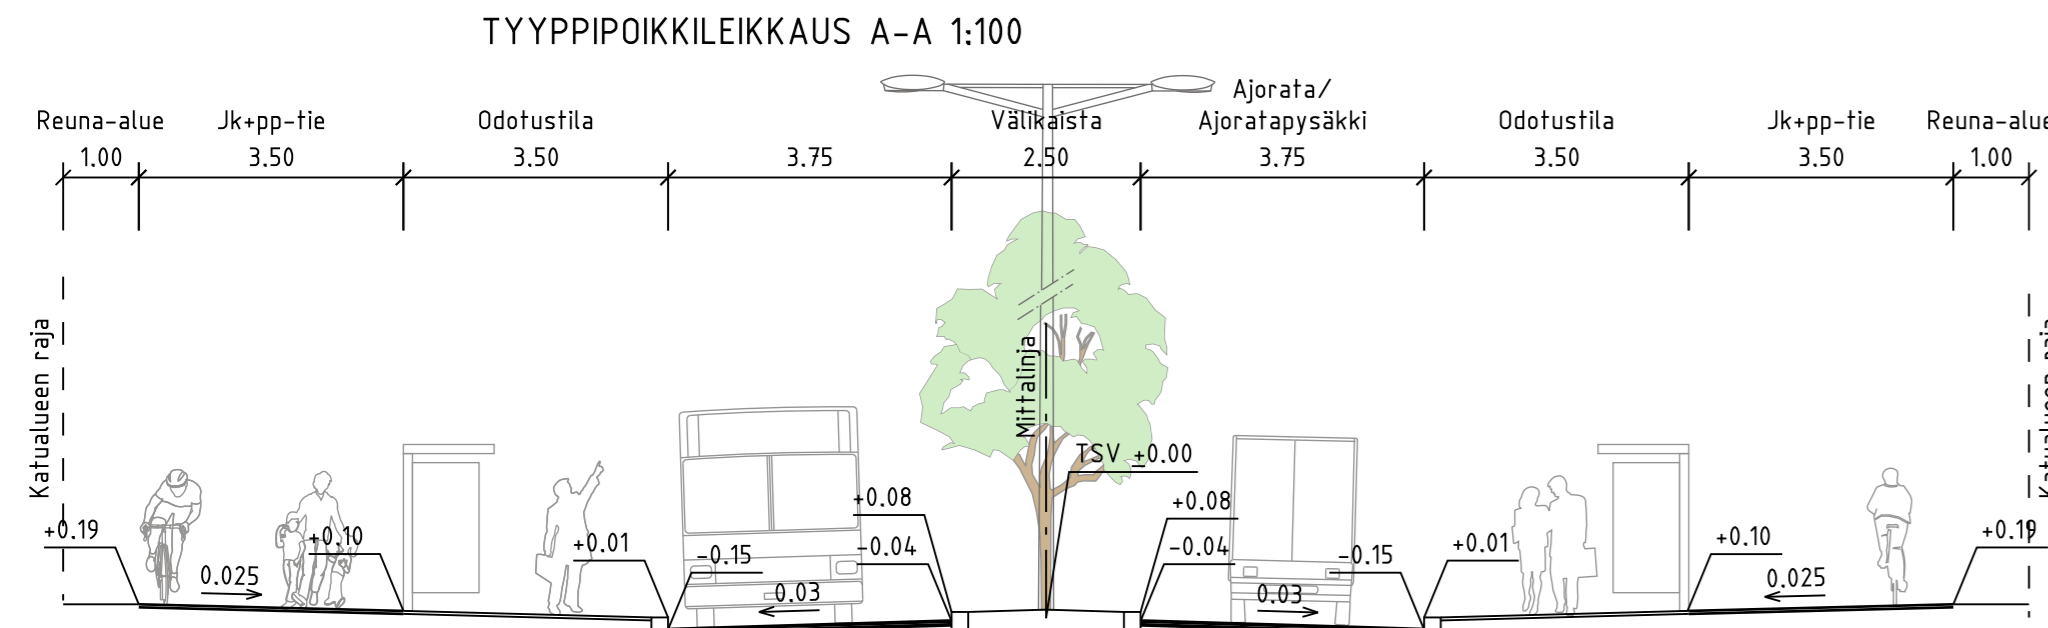 TYYPPIPOIKKILEIKKAUS A-A 1:100
Reuna-alue Jk+pp-tie Odotustila Välikaista Ajorata/
Ajoratapysäkki Odotustila Jk+pp-tie Reuna-alue
1.00 3.50 3.50 3.75 2.50 3.75 3.50 3.50 1.00
Katualueen raja
Mittalinja
Katualueen raja
TSV ±0.00
+0.08 +0.08
+0.19 +0.10 +0.01 -0.15 -0.04 -0.04 -0.15 +0.01 +0.10 +0.19
0.025 0.03 0.03 0.025